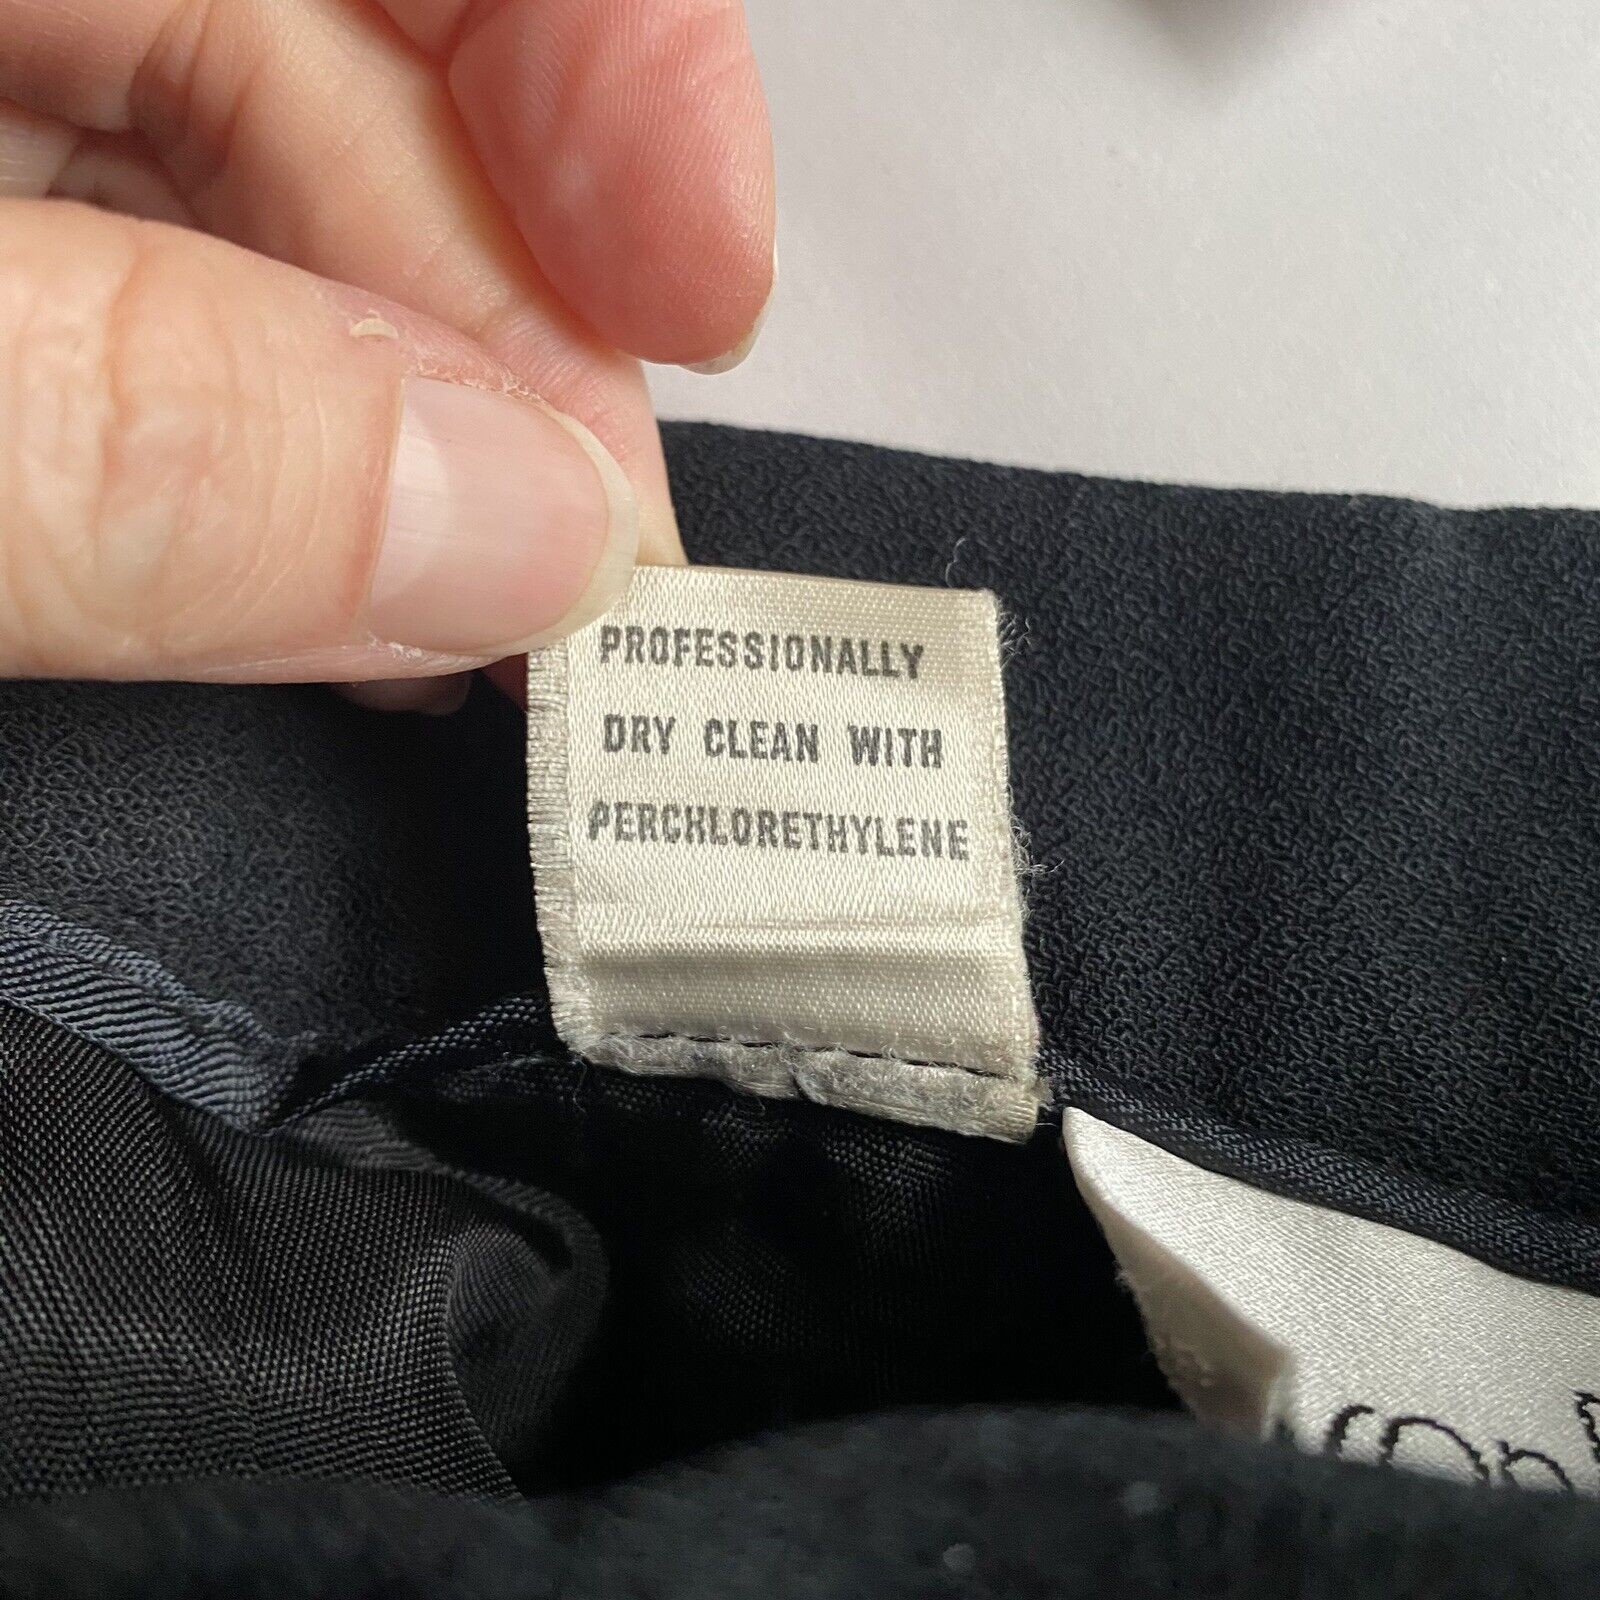 PROFESSIONALLY
DRY CLEAN WITH
PERCHLORETHYLENE